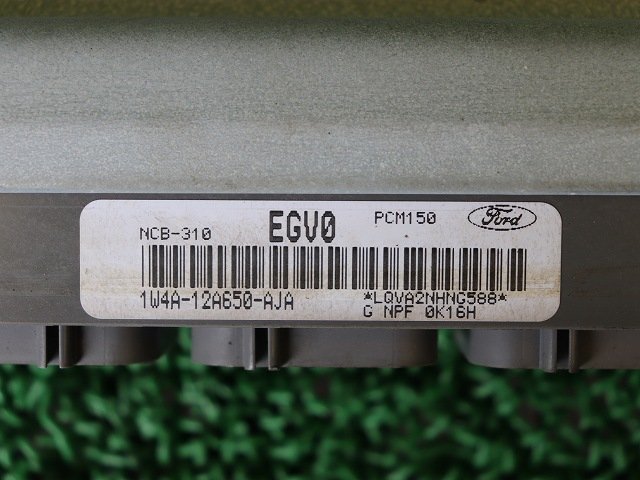 NCB-310 EGV0 PCM150 Ford
1W4A-12A650-AJA *LQVA2NHNG588*
G NPF 0K16H